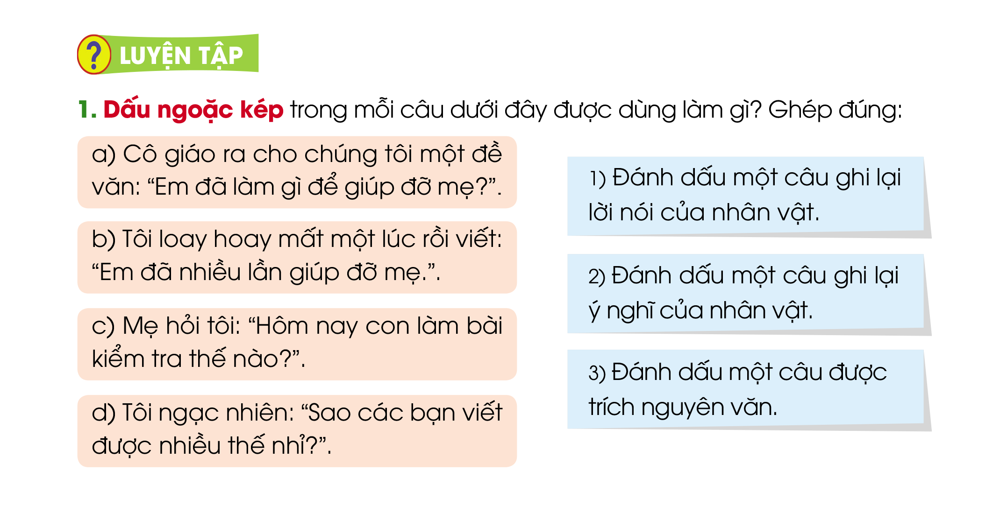 ? LUYỆN TẬP
1. Dấu ngoặc kép trong mỗi câu dưới đây được dùng làm gì? Ghép đúng:
a) Cô giáo ra cho chúng tôi một đề
văn: “Em đã làm gì để giúp đỡ mẹ?”.
b) Tôi loay hoay mất một lúc rồi viết:
“Em đã nhiều lần giúp đỡ mẹ.”.
c) Mẹ hỏi tôi: “Hôm nay con làm bài
kiểm tra thế nào?”.
d) Tôi ngạc nhiên: “Sao các bạn viết
được nhiều thế nhỉ?”.
1) Đánh dấu một câu ghi lại
lời nói của nhân vật.
2) Đánh dấu một câu ghi lại
ý nghĩ của nhân vật.
3) Đánh dấu một câu được
trích nguyên văn.